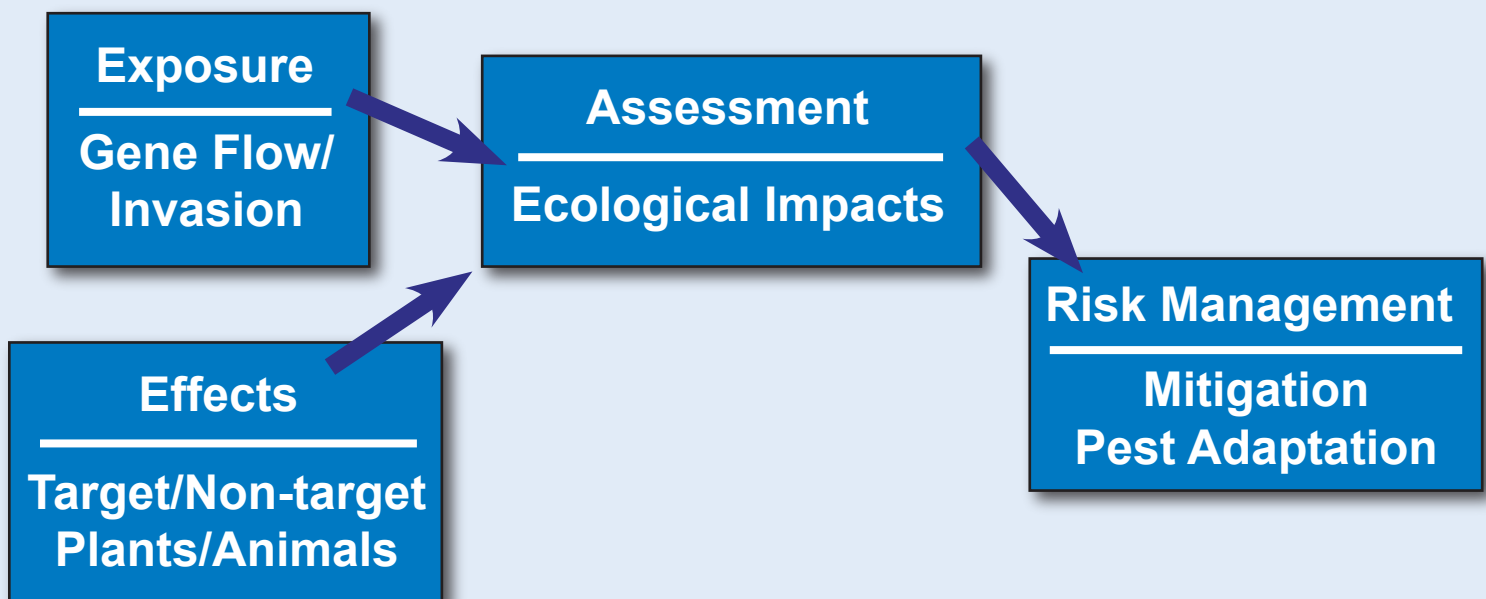 Exposure
Gene Flow/
Invasion
Assessment
Ecological Impacts
Effects
Target/Non-target
Plants/Animals
Risk Management
Mitigation
Pest Adaptation